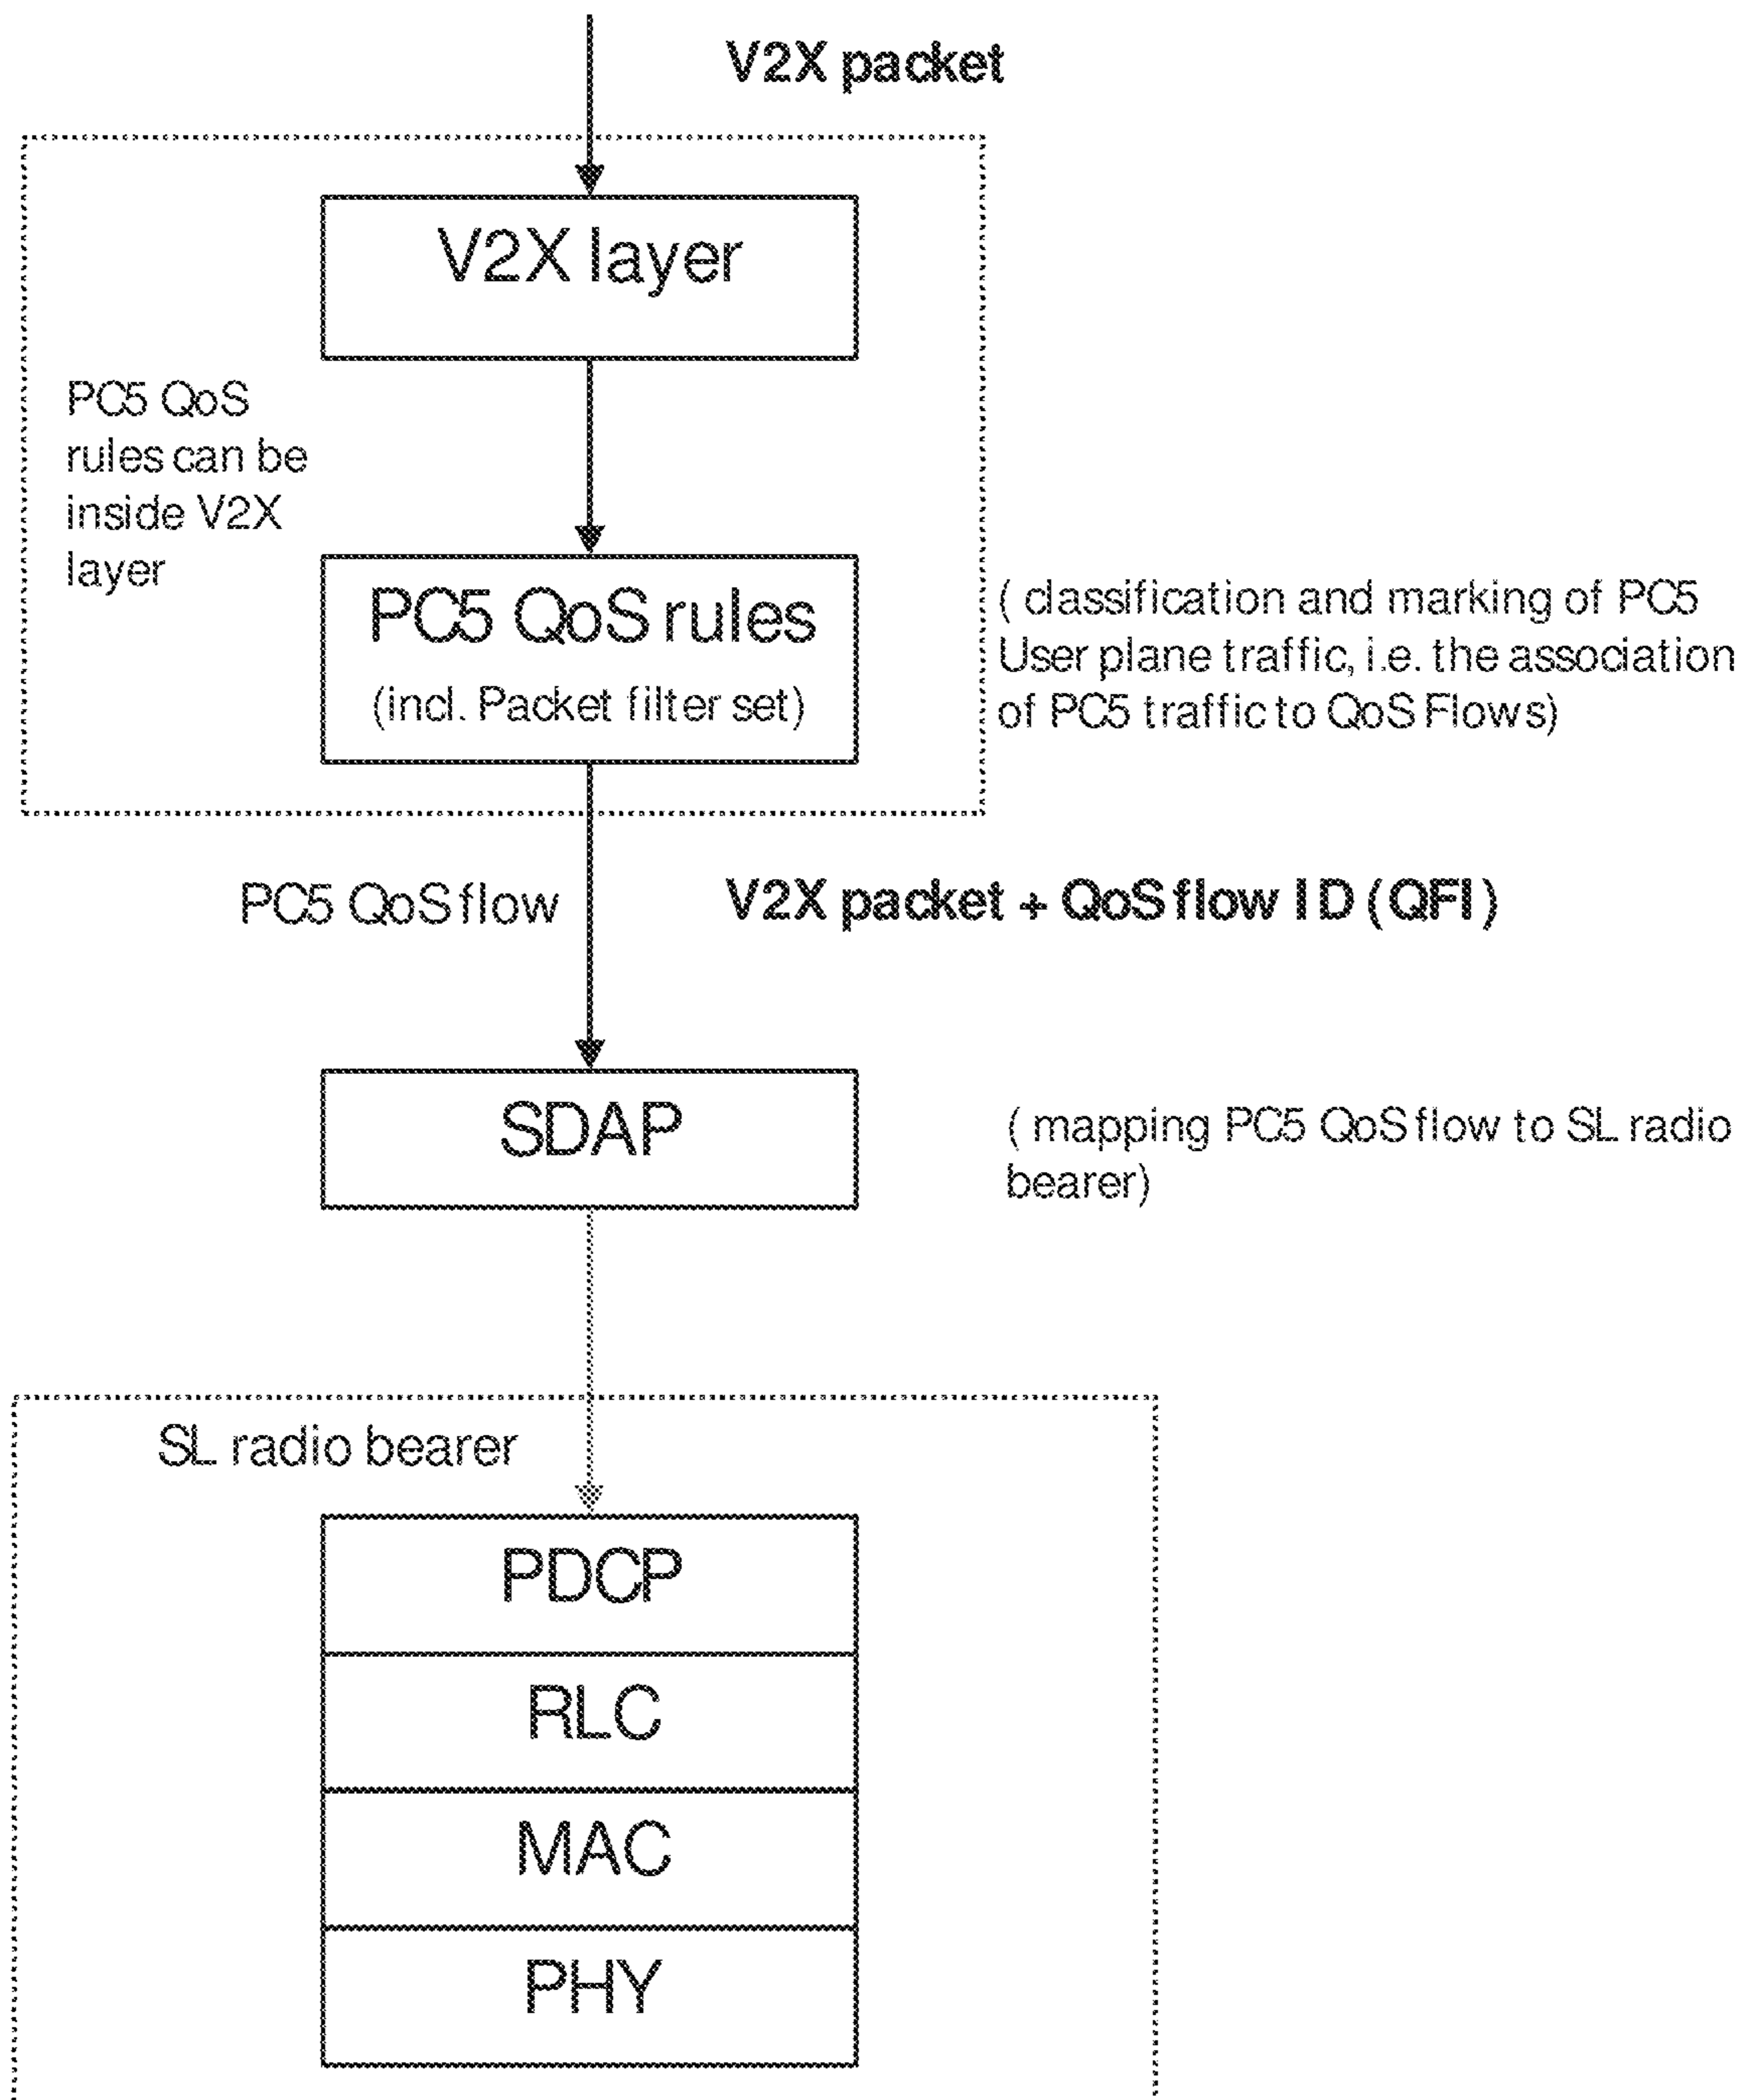 V2X packet
V2X layer
PC5 QoS
rules can be
inside V2X
layer
PC5 QoS rules
(incl. Packet filter set)
( classification and marking of PC5
User plane traffic, i.e. the association
of PC5 traffic to QoS Flows)
PC5 QoS flow
V2X packet + QoS flow ID (QFI)
SDAP
( mapping PC5 QoS flow to SL radio
bearer)
SL radio bearer
PDCP
RLC
MAC
PHY